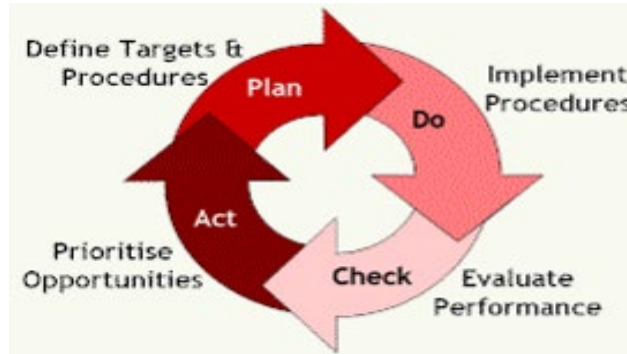 Define Targets &
Procedures
Plan
Do
Implement
Procedures
Act
Check
Prioritise
Opportunities
Evaluate
Performance